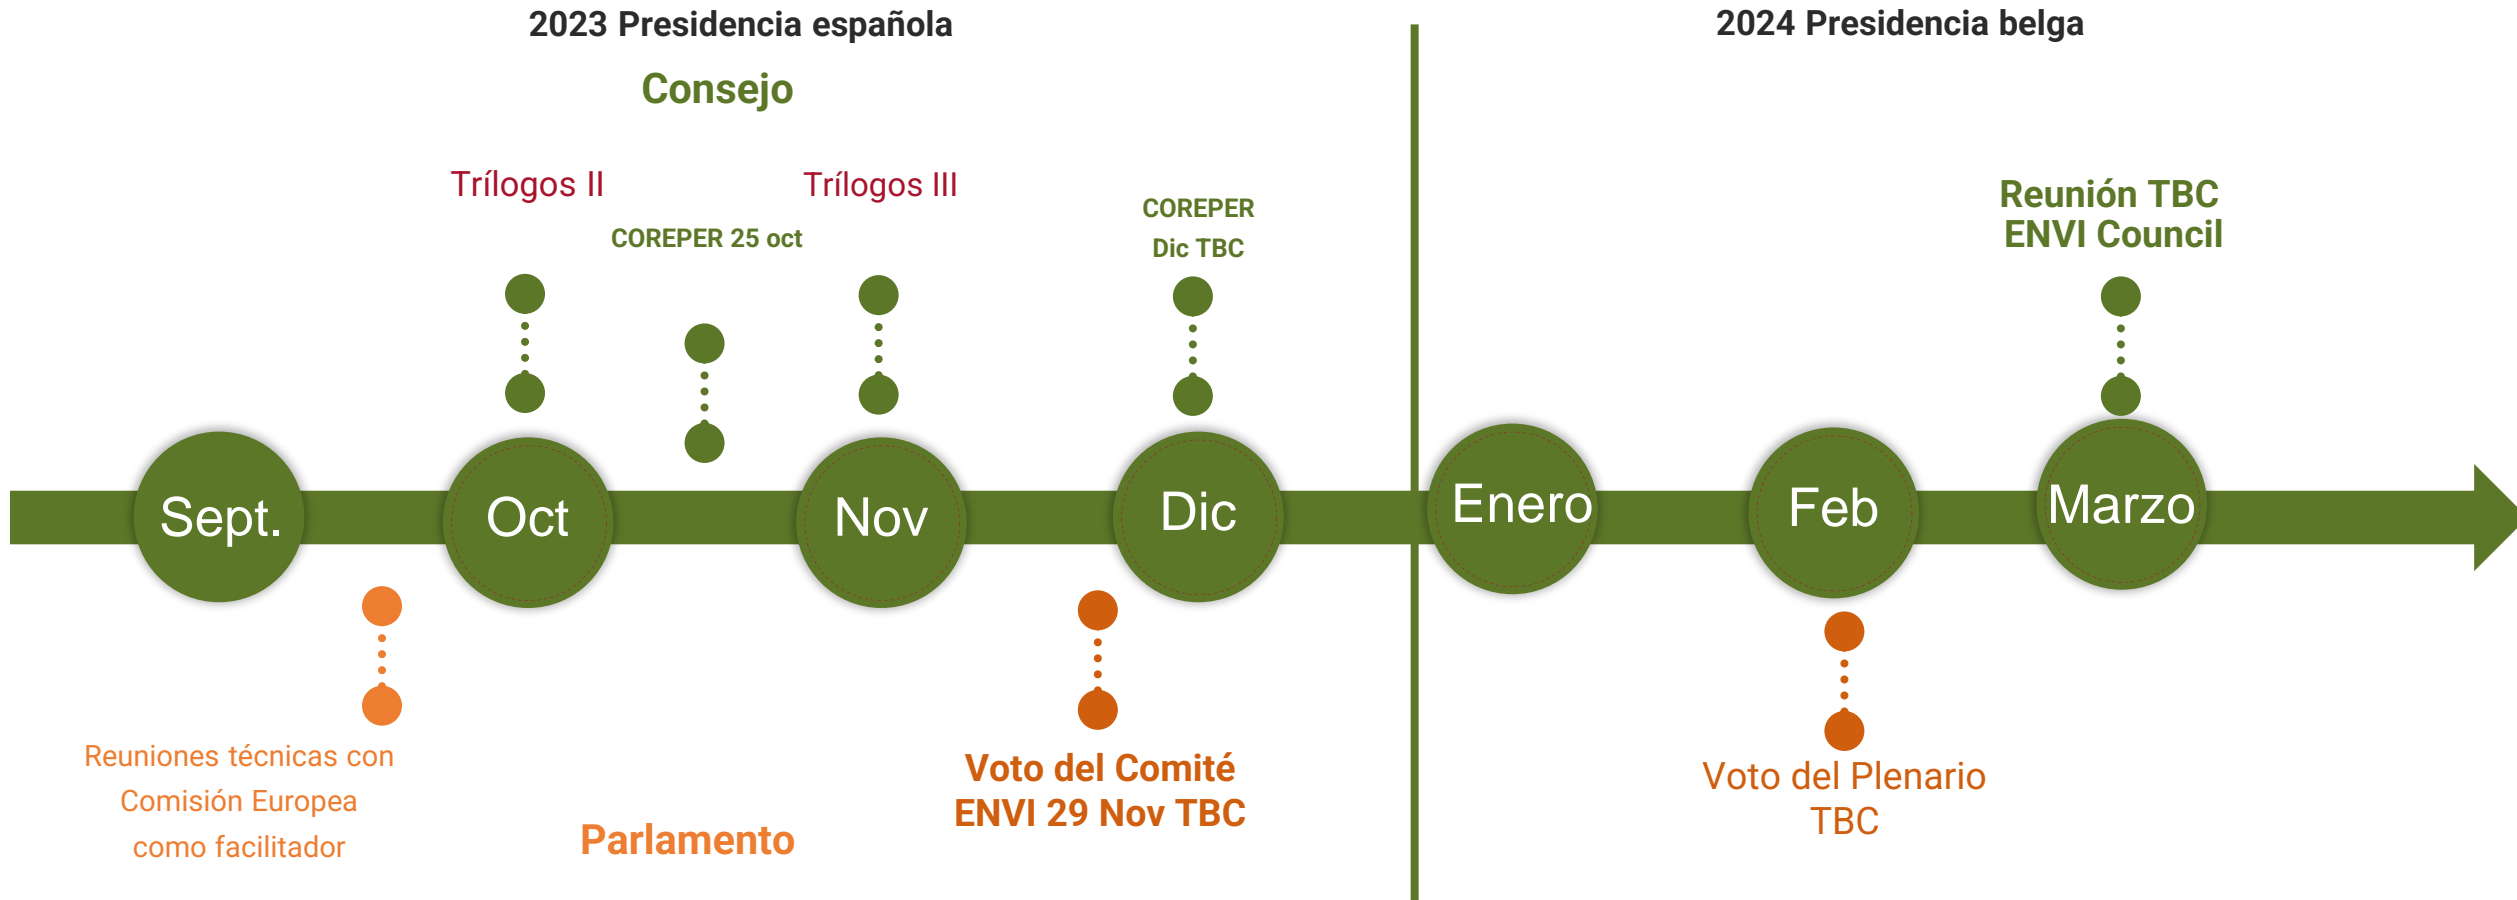 2023 Presidencia española
2024 Presidencia belga
Consejo
Trílogos II
Trílogos III
COREPER 25 oct
COREPER
Dic TBC
Reunión TBC
ENVI Council
Sept.
Oct
Nov
Dic
Enero
Feb
Marzo
Reuniones técnicas con
Comisión Europea
como facilitador
Parlamento
Voto del Comité
ENVI 29 Nov TBC
Voto del Plenario
TBC